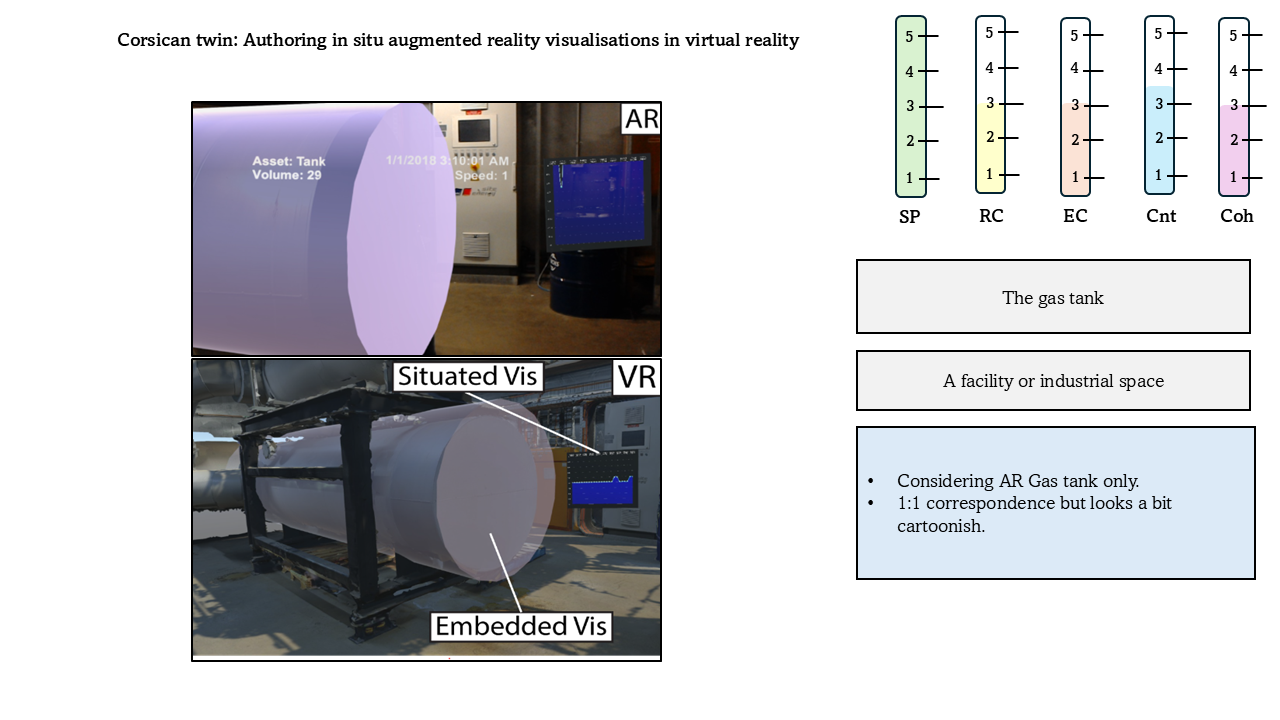 Corsican twin: Authoring in situ augmented reality visualisations in virtual reality
AR
Asset: Tank
Volume: 29
1/1/2018 3:10:01 AM
Speed: 1
Situated Vis
VR
Embedded Vis
5
4
3
2
1
SP
5
4
3
2
1
RC
5
4
3
2
1
EC
5
4
3
2
1
Cnt
5
4
3
2
1
Coh
The gas tank
A facility or industrial space
• Considering AR Gas tank only.
• 1:1 correspondence but looks a bit
cartoonish.